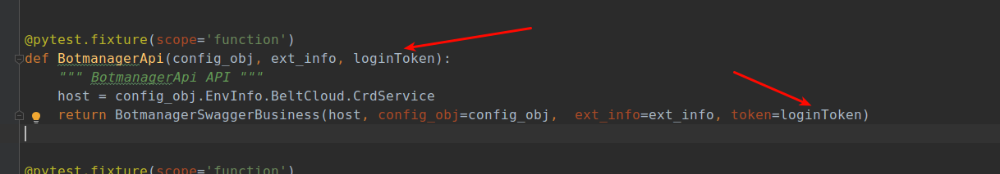 @pytest.fixture(scope='function')
def BotmanagerApi(config_obj, ext_info, loginToken):
    """ BotmanagerApi API """
    host = config_obj.EnvInfo.BeltCloud.CrdService
    return BotmanagerSwaggerBusiness(host, config_obj=config_obj,  ext_info=ext_info, token=loginToken)
@pytest.fixture(scope='function')